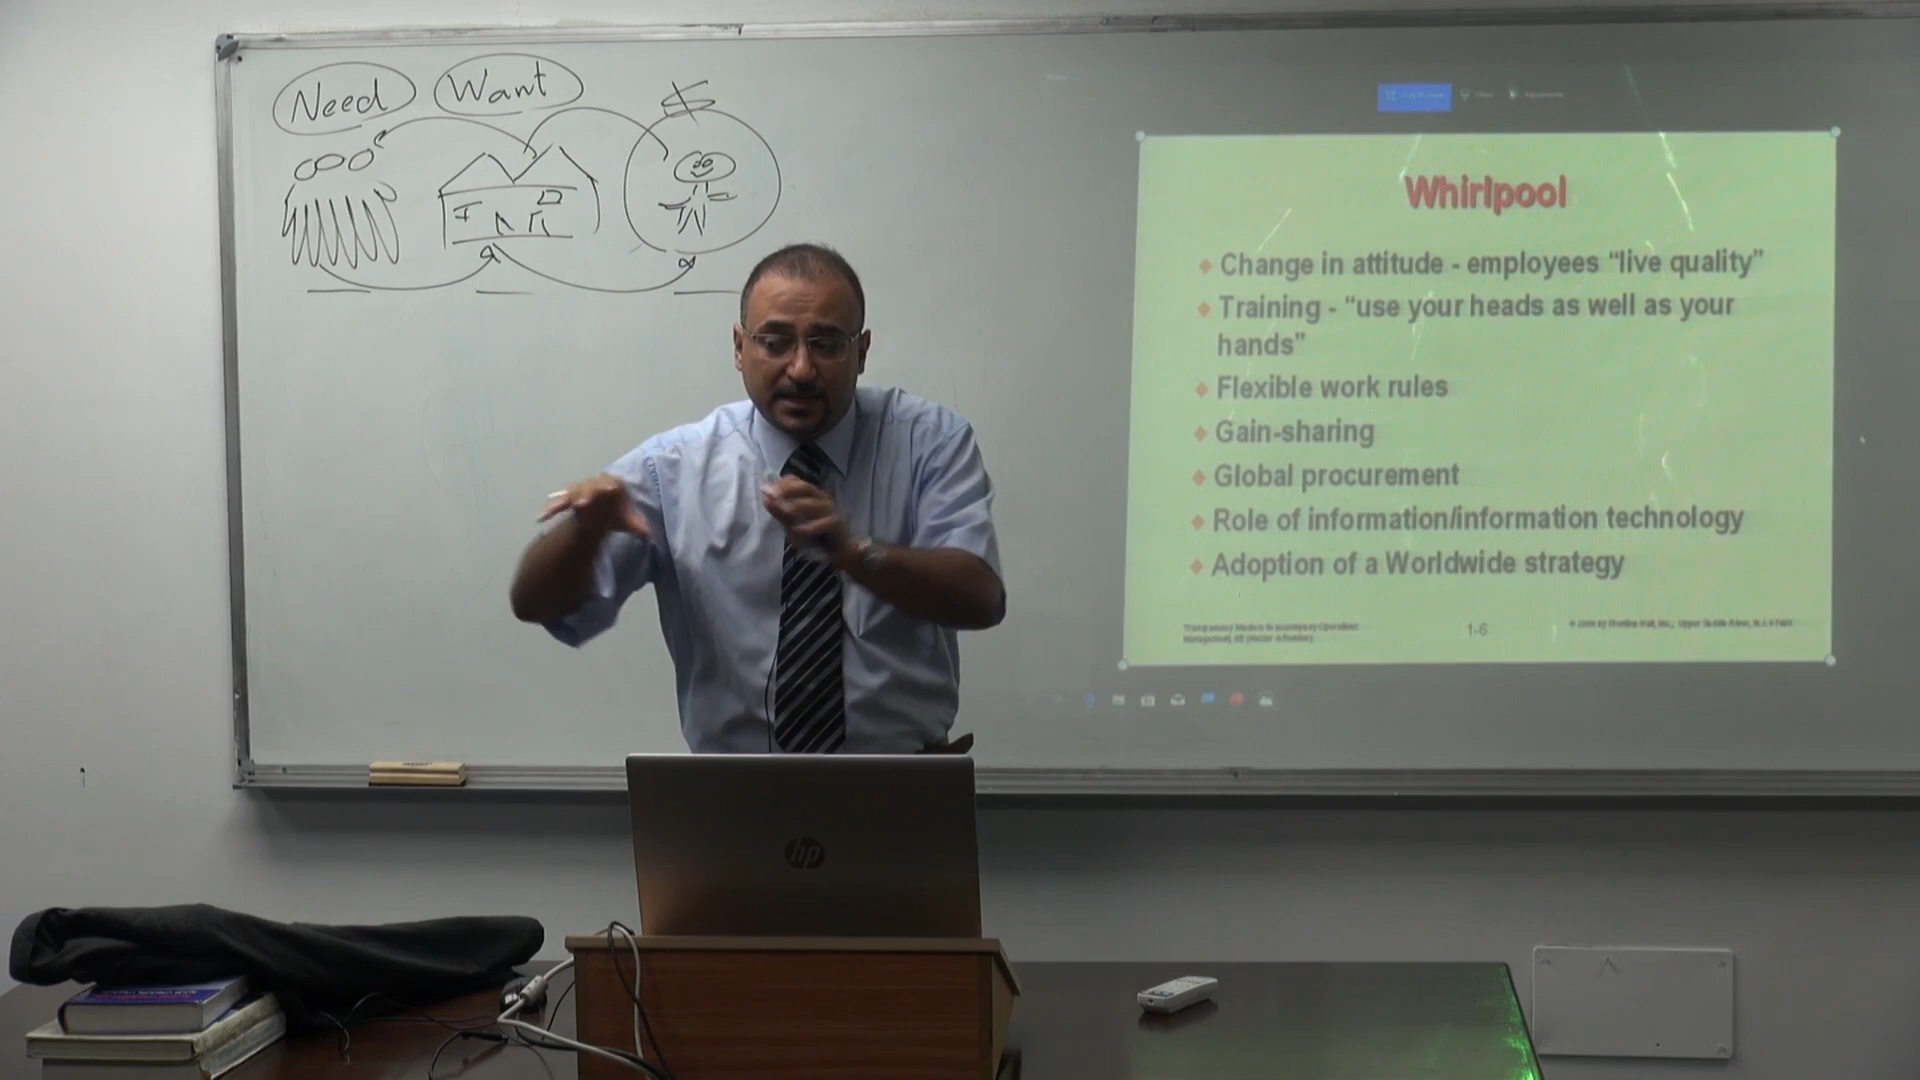 Need Want
Whirlpool
♦ Change in attitude - employees “live quality”
♦ Training - “use your heads as well as your
hands”
♦ Flexible work rules
♦ Gain-sharing
♦ Global procurement
♦ Role of information/information technology
♦ Adoption of a Worldwide strategy
1-6
hp